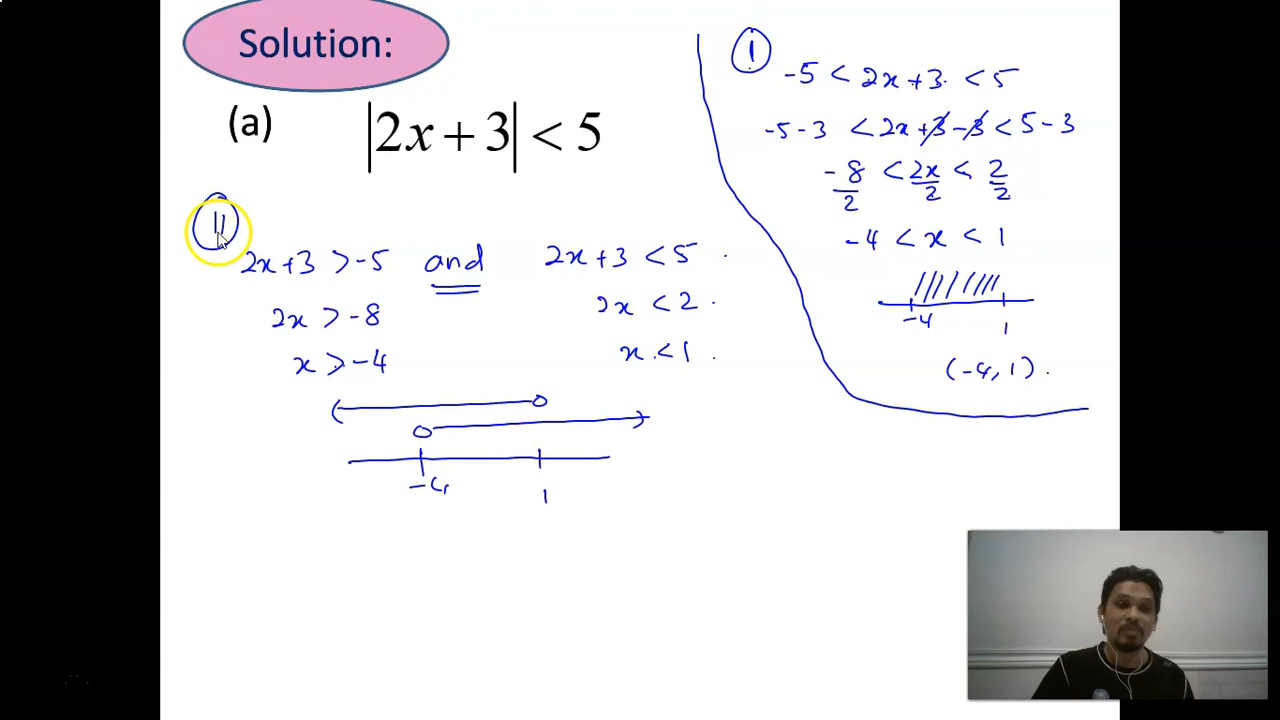 Solution:
(a) |2x + 3| < 5
11
2x+3 > -5 and 2x+3 < 5 .
2x > -8 2x < 2 .
x > -4 x < 1 .
-4 1
1
-5 < 2x+3 < 5
-5-3 < 2x+3-3 < 5-3
-8/2 < 2x/2 < 2/2
-4 < x < 1
-4 1
(-4, 1) .